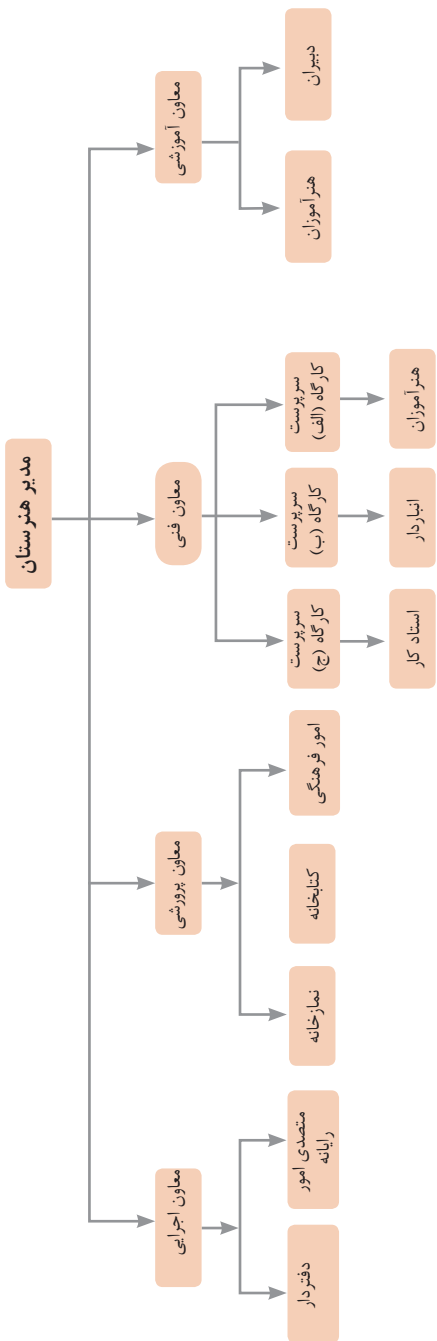 مدیر هنرستان
معاون آموزشی
معاون فنی
معاون پرورشی
معاون اجرایی
دبیران
هنرآموزان
سرپرست
کارگاه (الف)
سرپرست
کارگاه (ب)
سرپرست
کارگاه (ج)
امور فرهنگی
کتابخانه
نمازخانه
متصدی امور
رایانه
دفتردار
هنرآموزان
انباردار
استاد کار